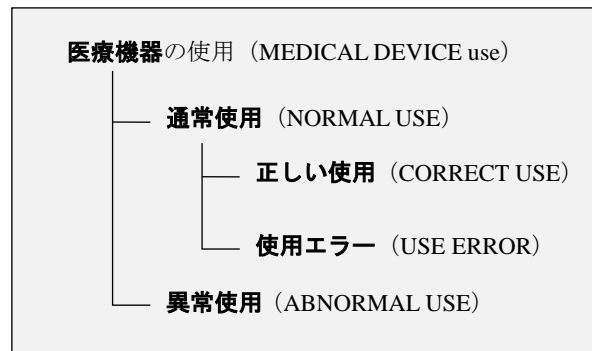 医療機器の使用（MEDICAL DEVICE use）
通常使用（NORMAL USE）
正しい使用（CORRECT USE）
使用エラー（USE ERROR）
異常使用（ABNORMAL USE）